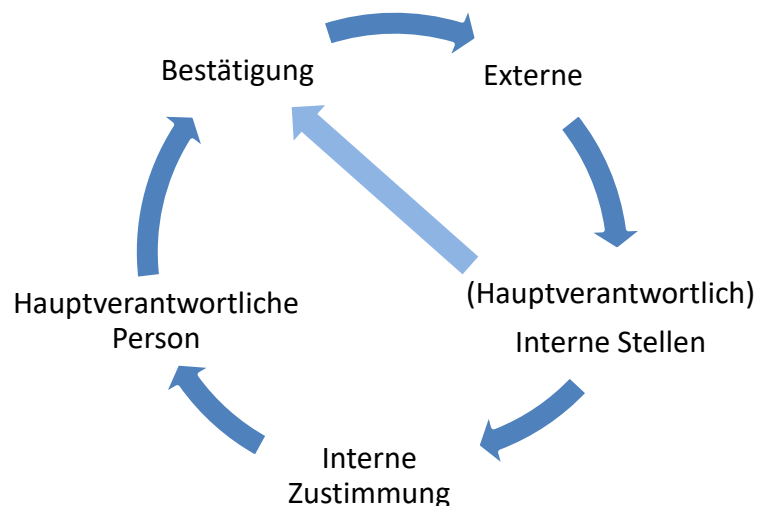 Bestätigung
Externe
(Hauptverantwortlich)
Interne Stellen
Interne
Zustimmung
Hauptverantwortliche
Person